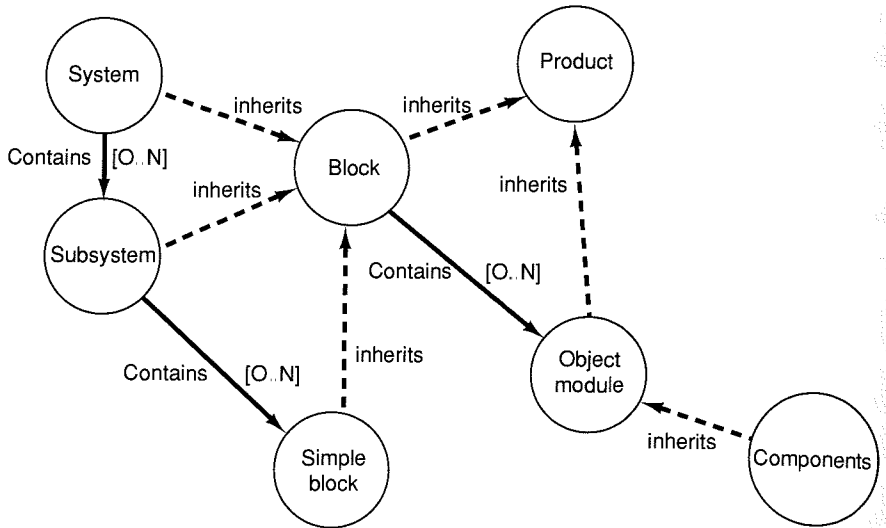 System
Product
inherits
inherits
Contains
[O..N]
Block
inherits
inherits
Subsystem
Contains
[O..N]
Object
module
Contains
[O..N]
inherits
inherits
Components
Simple
block